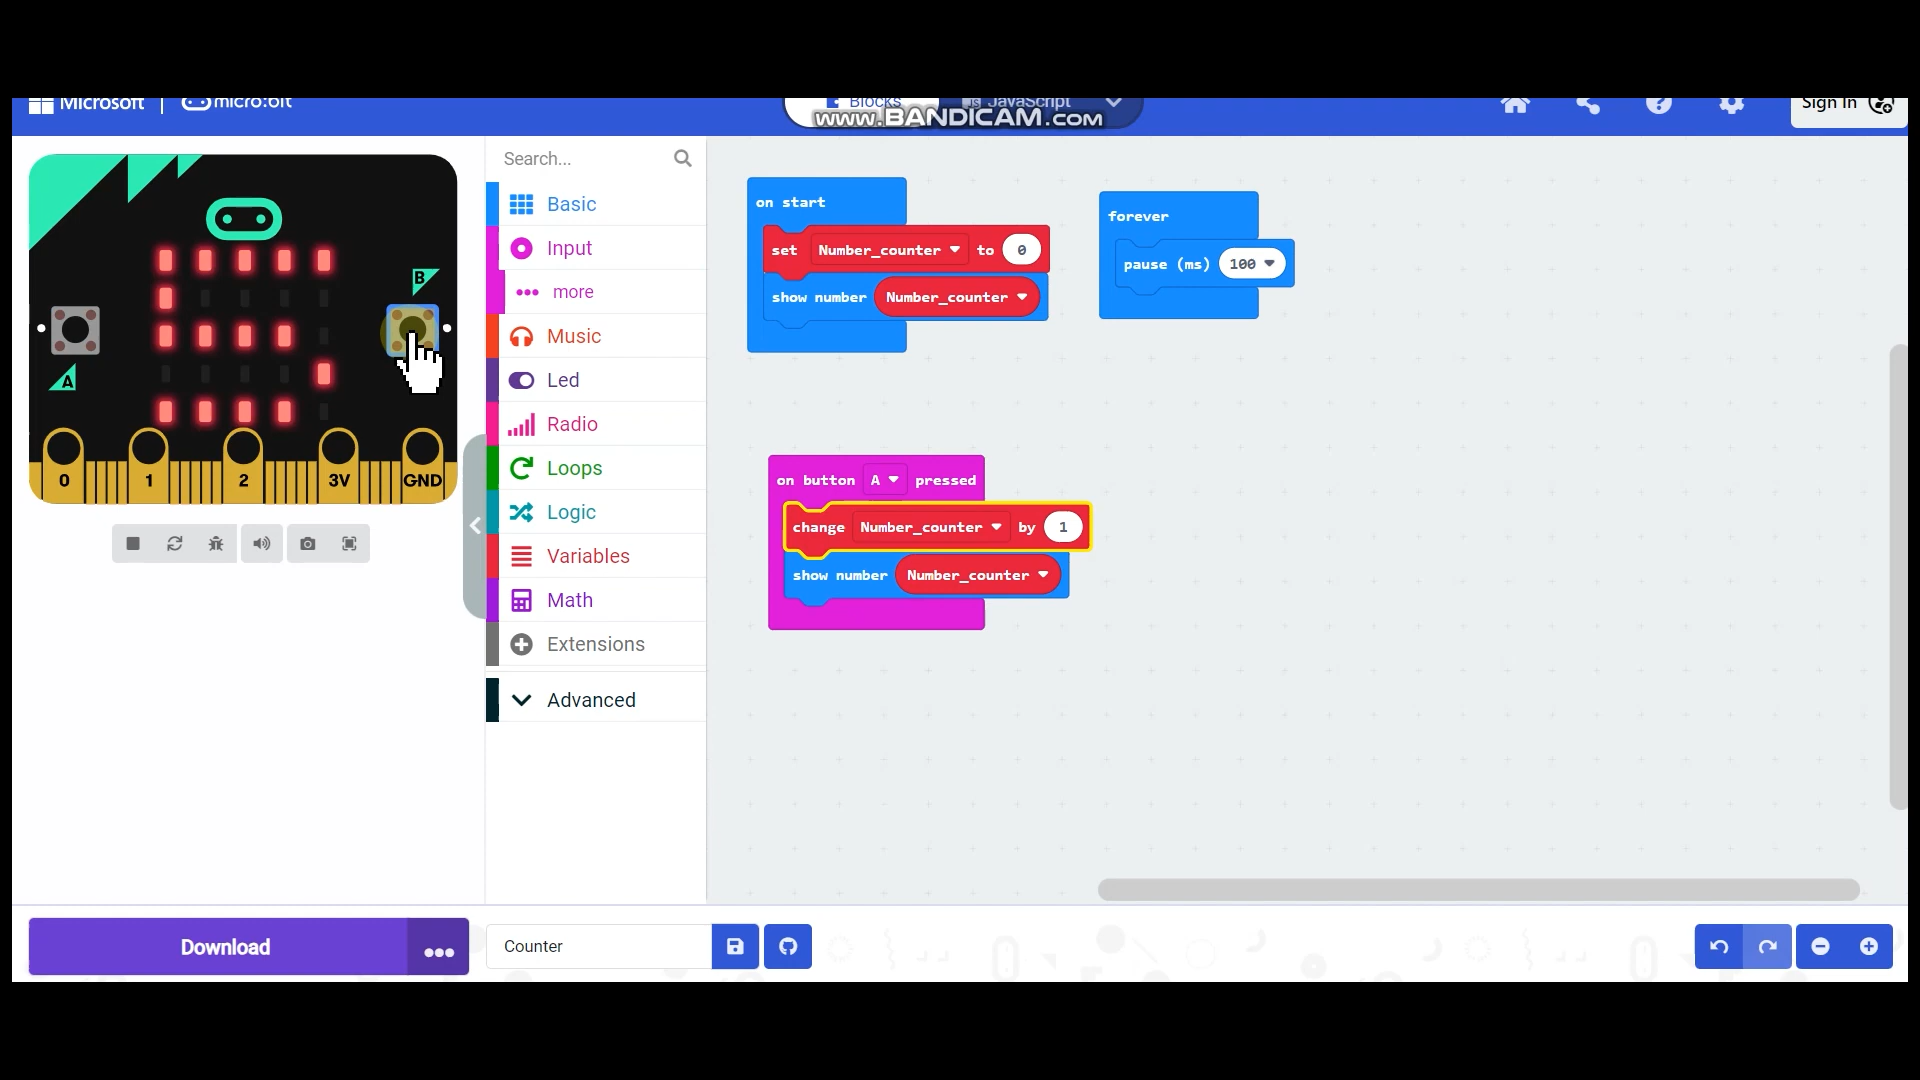 Microsoft
micro:bit
Blocks
JavaScript
Sign In
www.BANDICAM.com
Search...
Basic
Input
more
Music
Led
Radio
Loops
Logic
Variables
Math
Extensions
Advanced
B
A
0
1
2
3V
GND
on start
set Number_counter to 0
show number Number_counter
forever
pause (ms) 100
on button A pressed
change Number_counter by 1
show number Number_counter
Download
Counter